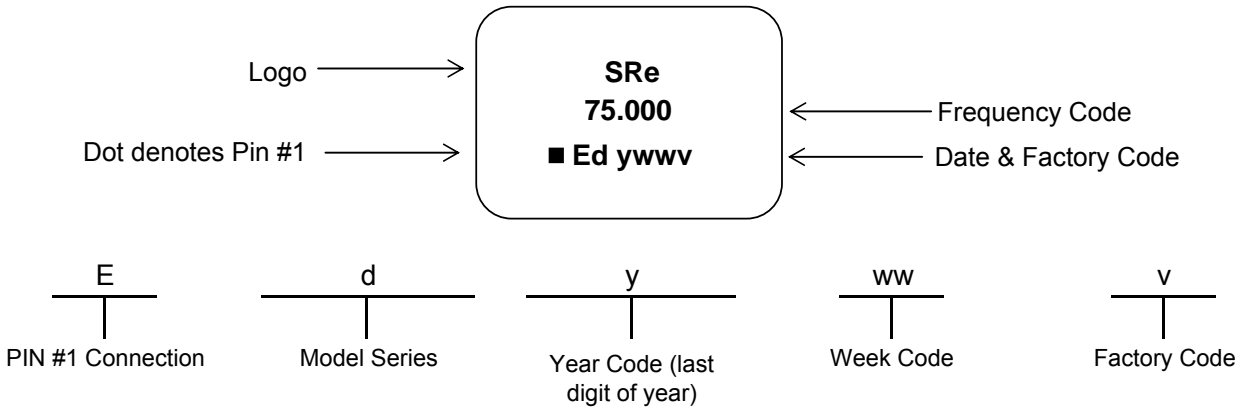 Logo
SRe
75.000
Frequency Code
Dot denotes Pin #1
■ Ed ywwv
Date & Factory Code
E
d
y
ww
v
PIN #1 Connection
Model Series
Year Code (last
digit of year)
Week Code
Factory Code